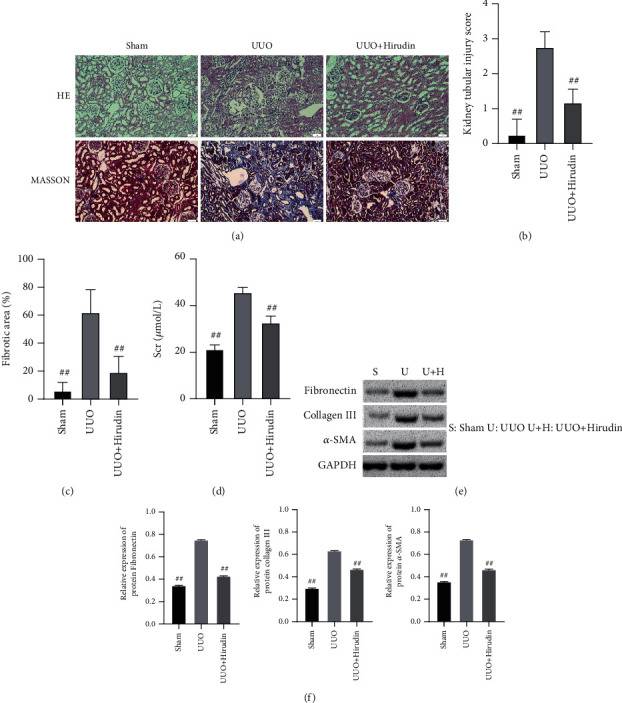 Sham UUO UUO+Hirudin
HE
MASSON
(a)
Kidney tubular injury score
4
3
2
1
0
##
##
Sham
UUO
UUO+Hirudin
(b)
Fibrotic area (%)
100
80
60
40
20
0
##
##
Sham
UUO
UUO+Hirudin
(c)
Scr (μmol/L)
60
40
20
0
##
##
Sham
UUO
UUO+Hirudin
(d)
S U U+H
Fibronectin
Collagen III
α-SMA
GAPDH
S: Sham U: UUO U+H: UUO+Hirudin
(e)
Relative expression of
protein Fibronectin
1.0
0.8
0.6
0.4
0.2
0.0
##
##
Sham
UUO
UUO+Hirudin
Relative expression of
protein collagen III
1.0
0.8
0.6
0.4
0.2
0.0
##
##
Sham
UUO
UUO+Hirudin
Relative expression of
protein α-SMA
1.0
0.8
0.6
0.4
0.2
0.0
##
##
Sham
UUO
UUO+Hirudin
(f)